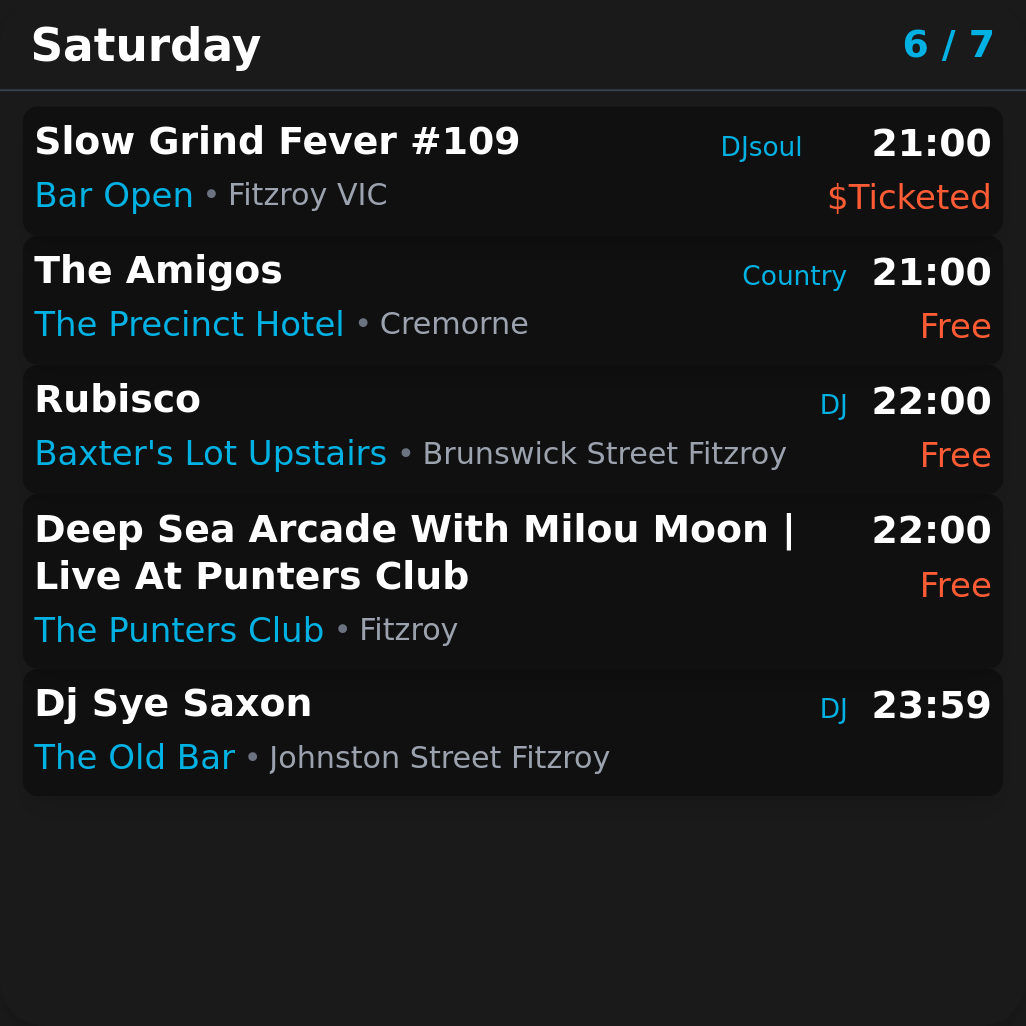 Saturday 6 / 7
Slow Grind Fever #109 DJsoul 21:00
Bar Open • Fitzroy VIC $Ticketed
The Amigos Country 21:00
The Precinct Hotel • Cremorne Free
Rubisco DJ 22:00
Baxter's Lot Upstairs • Brunswick Street Fitzroy Free
Deep Sea Arcade With Milou Moon | 22:00
Live At Punters Club Free
The Punters Club • Fitzroy
Dj Sye Saxon DJ 23:59
The Old Bar • Johnston Street Fitzroy